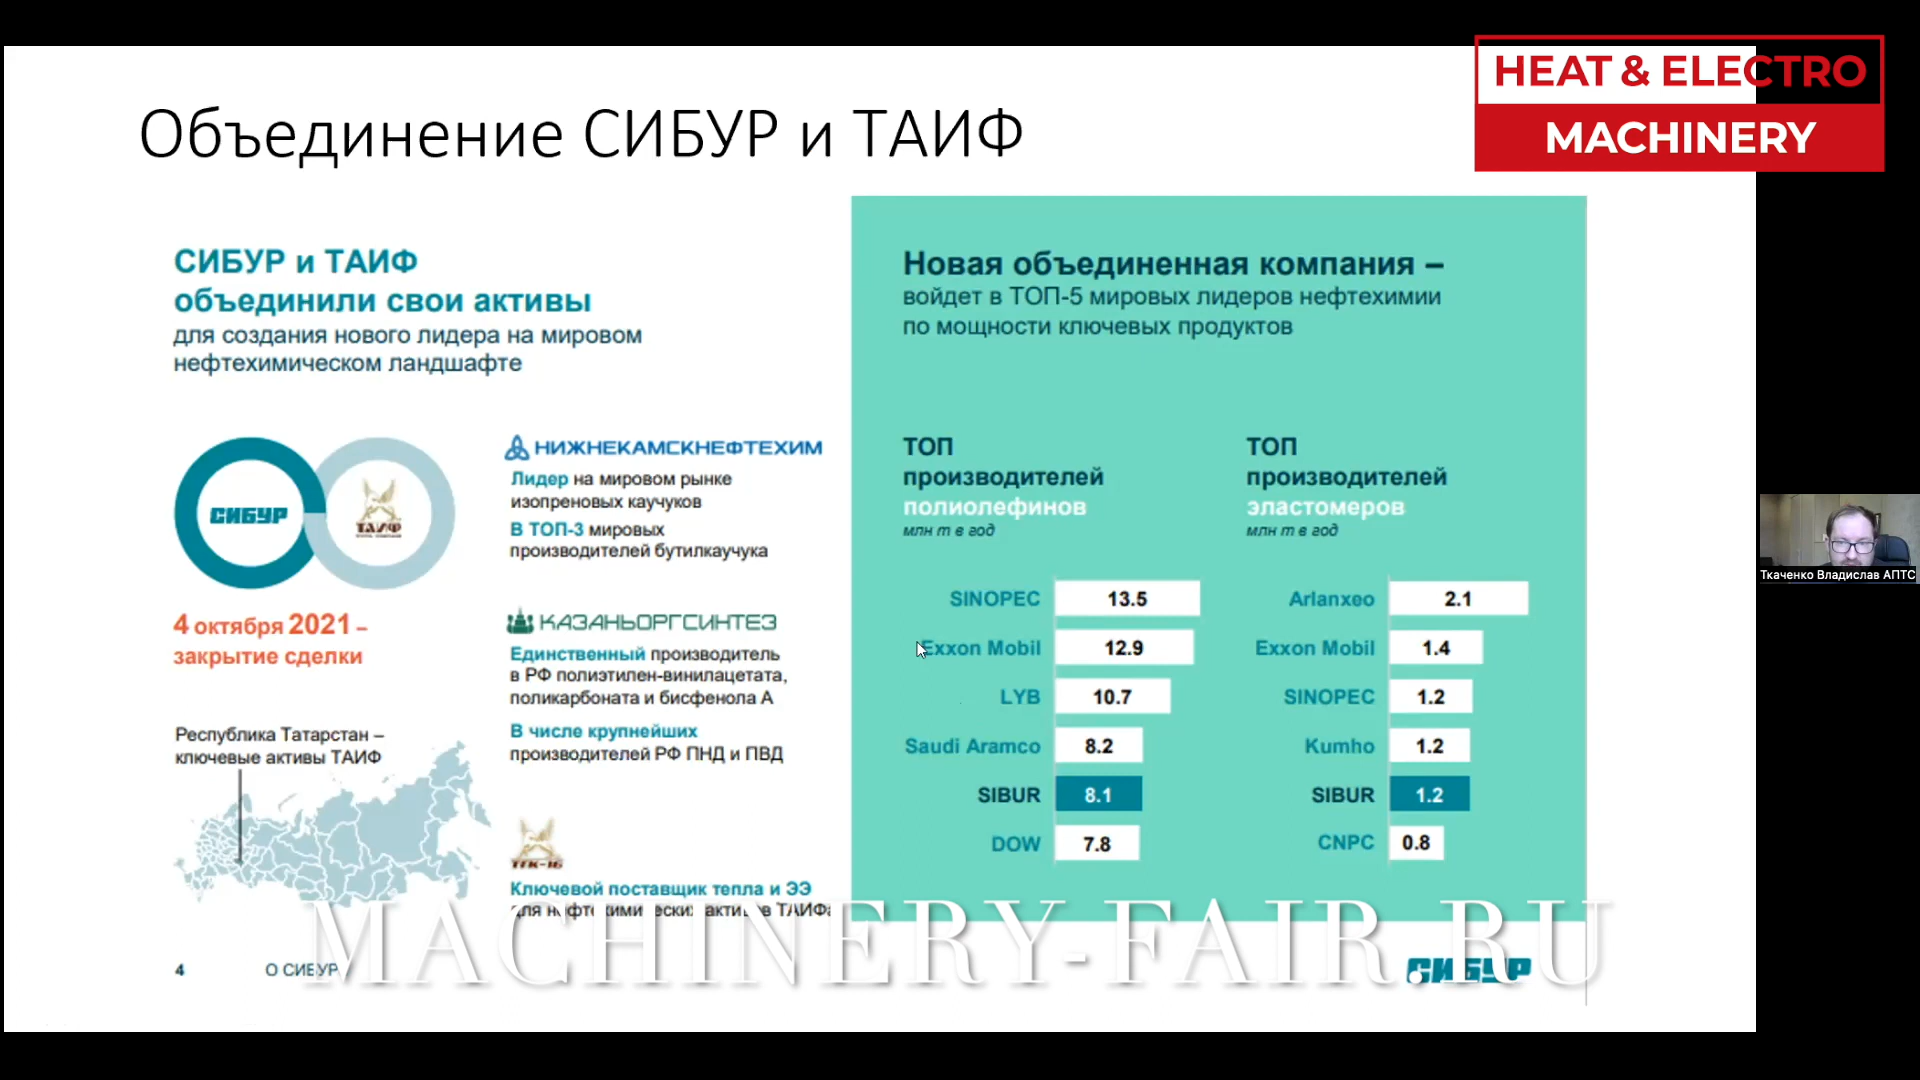 HEAT & ELECTRO
MACHINERY
Объединение СИБУР и ТАИФ
СИБУР и ТАИФ
объединили свои активы
для создания нового лидера на мировом
нефтехимическом ландшафте
СИБУР
ТАИФ
4 октября 2021 –
закрытие сделки
Республика Татарстан –
ключевые активы ТАИФ
НИЖНЕКАМСКНЕФТЕХИМ
Лидер на мировом рынке
изопреновых каучуков
В ТОП-3 мировых
производителей бутилкаучука
КАЗАНЬОРГСИНТЕЗ
Единственный производитель
в РФ полиэтилен-винилацетата,
поликарбоната и бисфенола А
В числе крупнейших
производителей РФ ПНД и ПВД
ТГК-16
Ключевой поставщик тепла и ЭЭ
для нефтехимических активов ТАИФа
Новая объединенная компания –
войдет в ТОП-5 мировых лидеров нефтехимии
по мощности ключевых продуктов
ТОП
производителей
полиолефинов
млн т в год
SINOPEC 13.5
Exxon Mobil 12.9
LYB 10.7
Saudi Aramco 8.2
SIBUR 8.1
DOW 7.8
ТОП
производителей
эластомеров
млн т в год
Arlanxeo 2.1
Exxon Mobil 1.4
SINOPEC 1.2
Kumho 1.2
SIBUR 1.2
CNPC 0.8
4 О СИБУР
СИБУР
MACHINERY-FAIR.RU
Ткаченко Владислав АПТС